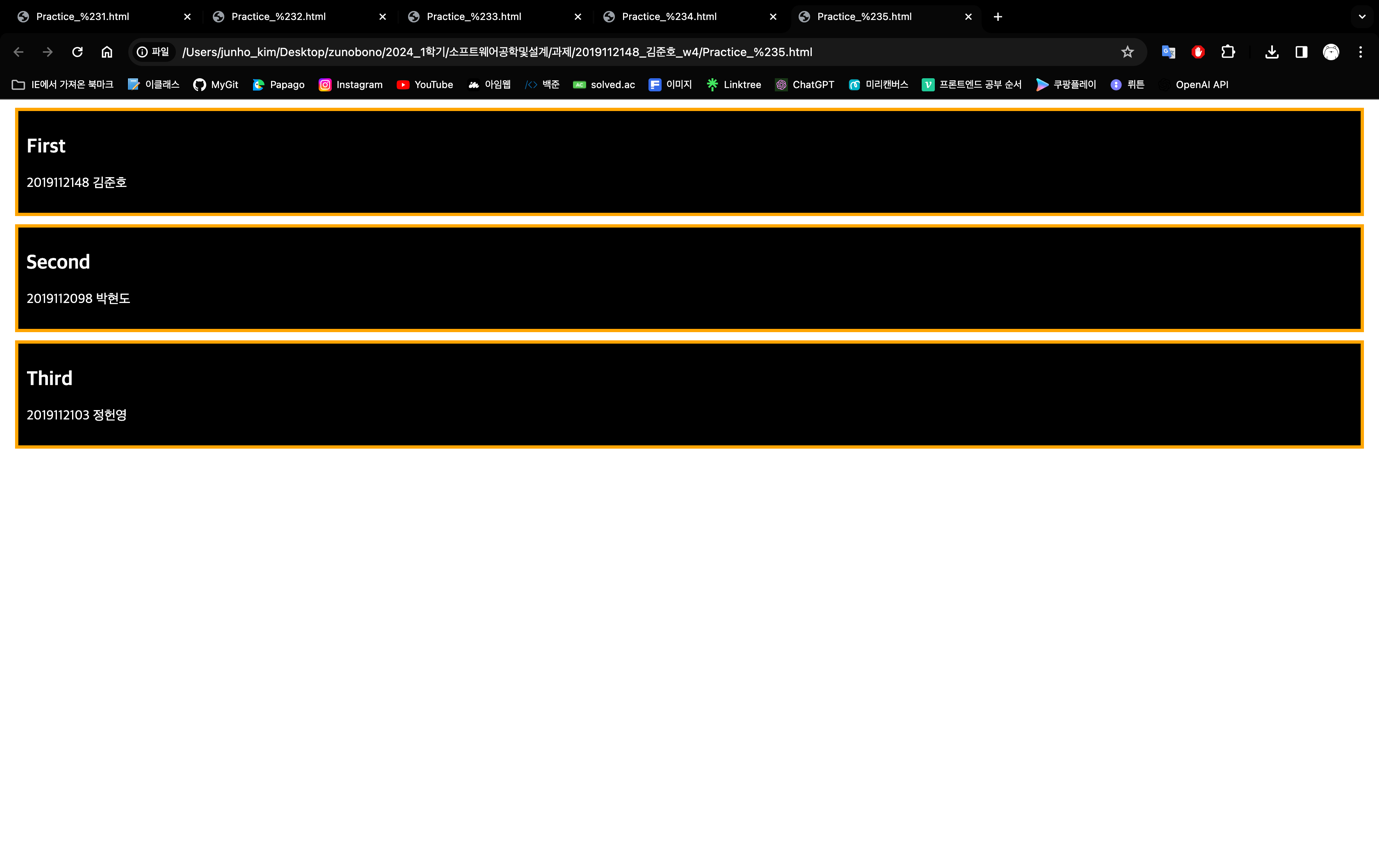 Practice_%231.html Practice_%232.html Practice_%233.html Practice_%234.html Practice_%235.html
파일 /Users/junho_kim/Desktop/zunobono/2024_1학기/소프트웨어공학및설계/과제/2019112148_김준호_w4/Practice_%235.html
IE에서 가져온 북마크 이클래스 MyGit Papago Instagram YouTube 아임웹 백준 solved.ac 이미지 Linktree ChatGPT 미리캔버스 프론트엔드 공부 순서 쿠팡플레이 뤼튼 OpenAI API
First
2019112148 김준호
Second
2019112098 박현도
Third
2019112103 정헌영